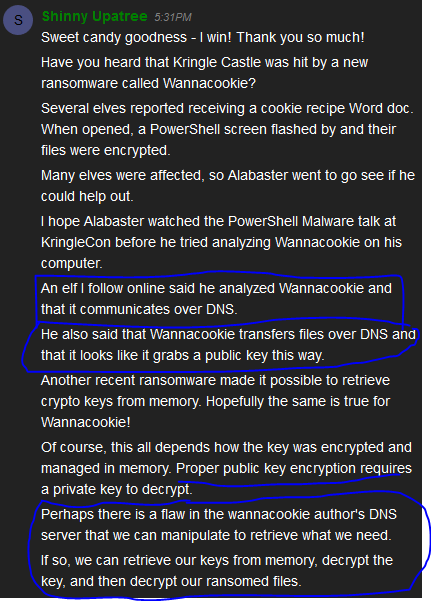 S
Shinny Upatree 5:31PM
Sweet candy goodness - I win! Thank you so much!
Have you heard that Kringle Castle was hit by a new
ransomware called Wannacookie?
Several elves reported receiving a cookie recipe Word doc.
When opened, a PowerShell screen flashed by and their
files were encrypted.
Many elves were affected, so Alabaster went to go see if he
could help out.
I hope Alabaster watched the PowerShell Malware talk at
KringleCon before he tried analyzing Wannacookie on his
computer.
An elf I follow online said he analyzed Wannacookie and
that it communicates over DNS.
He also said that Wannacookie transfers files over DNS and
that it looks like it grabs a public key this way.
Another recent ransomware made it possible to retrieve
crypto keys from memory. Hopefully the same is true for
Wannacookie!
Of course, this all depends how the key was encrypted and
managed in memory. Proper public key encryption requires
a private key to decrypt.
Perhaps there is a flaw in the wannacookie author's DNS
server that we can manipulate to retrieve what we need.
If so, we can retrieve our keys from memory, decrypt the
key, and then decrypt our ransomed files.